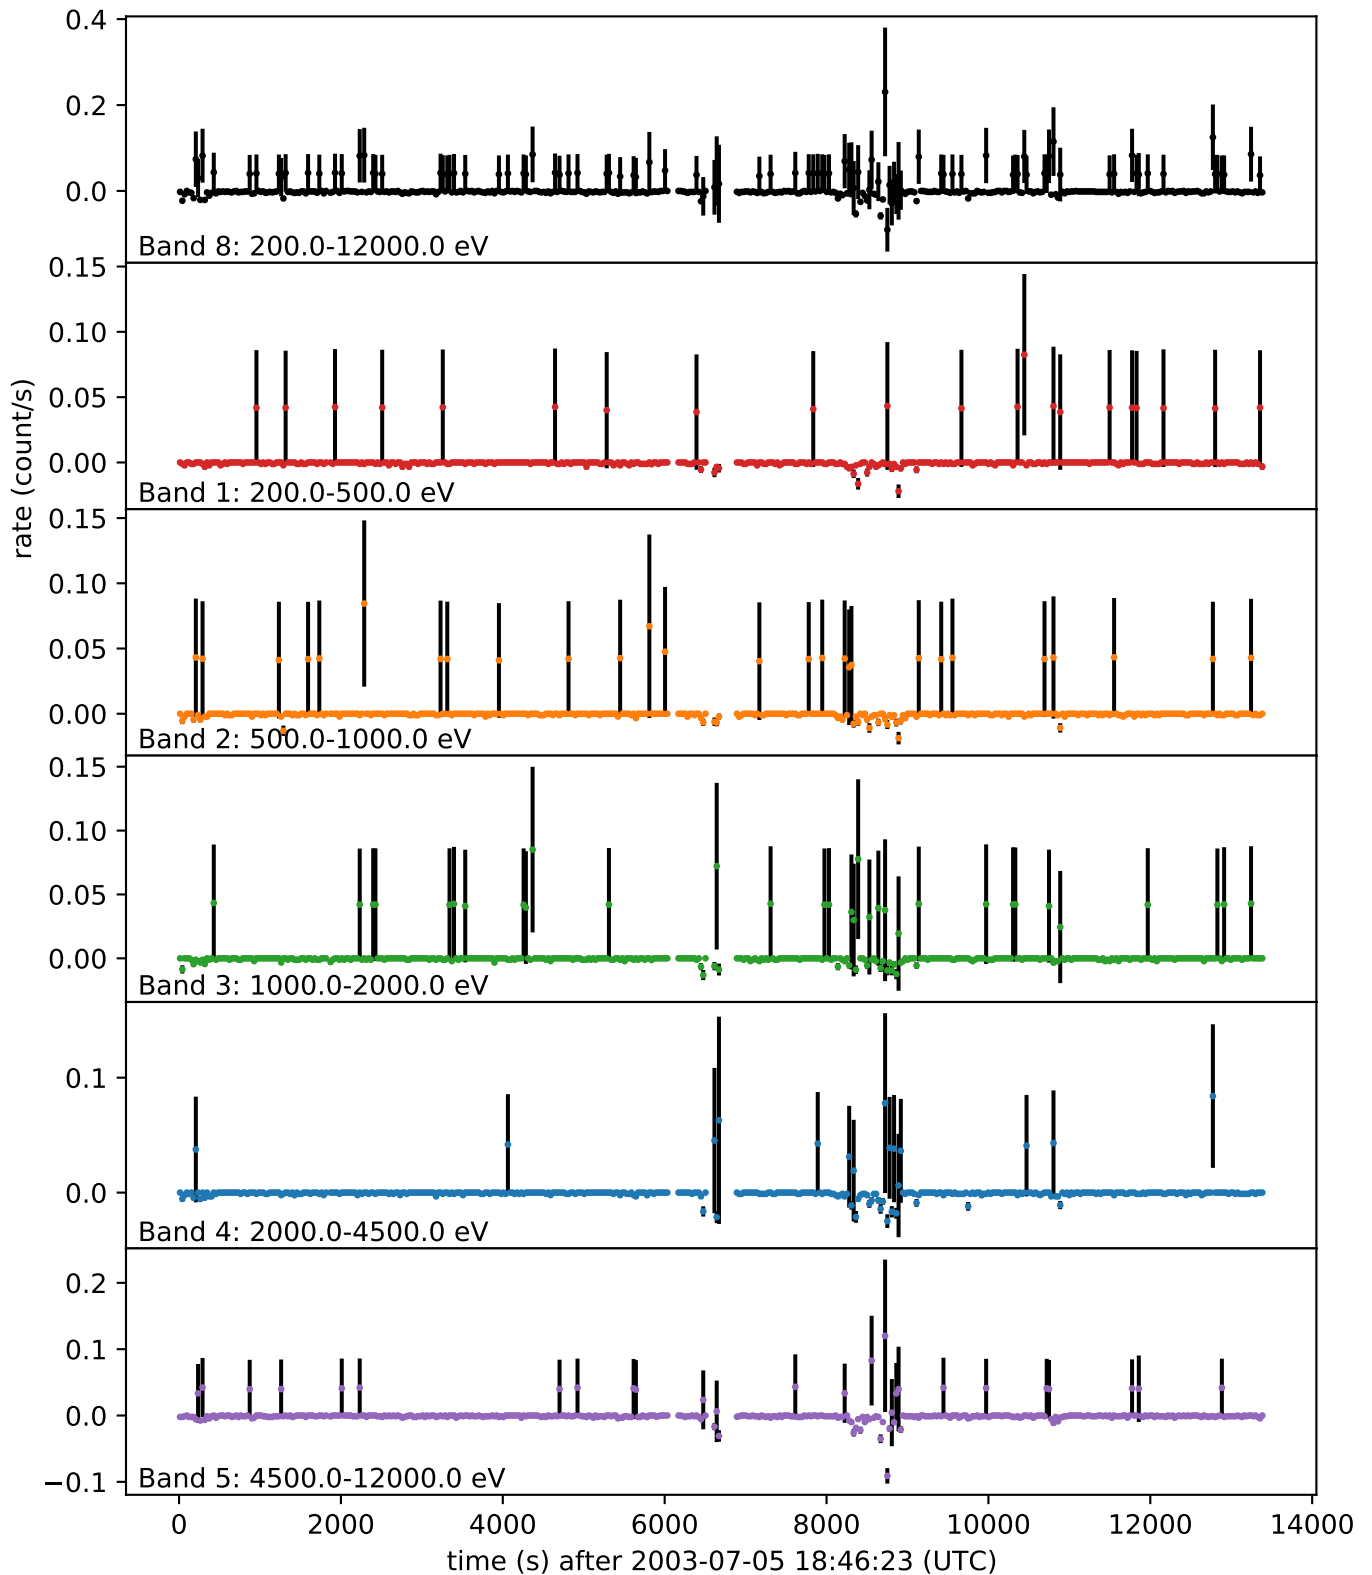 0.4
0.2
0.0
Band 8: 200.0-12000.0 eV
0.15
0.10
0.05
0.00
Band 1: 200.0-500.0 eV
rate (count/s)
0.15
0.10
0.05
0.00
Band 2: 500.0-1000.0 eV
0.15
0.10
0.05
0.00
Band 3: 1000.0-2000.0 eV
0.1
0.0
Band 4: 2000.0-4500.0 eV
0.2
0.1
0.0
−0.1
Band 5: 4500.0-12000.0 eV
0 2000 4000 6000 8000 10000 12000 14000
time (s) after 2003-07-05 18:46:23 (UTC)